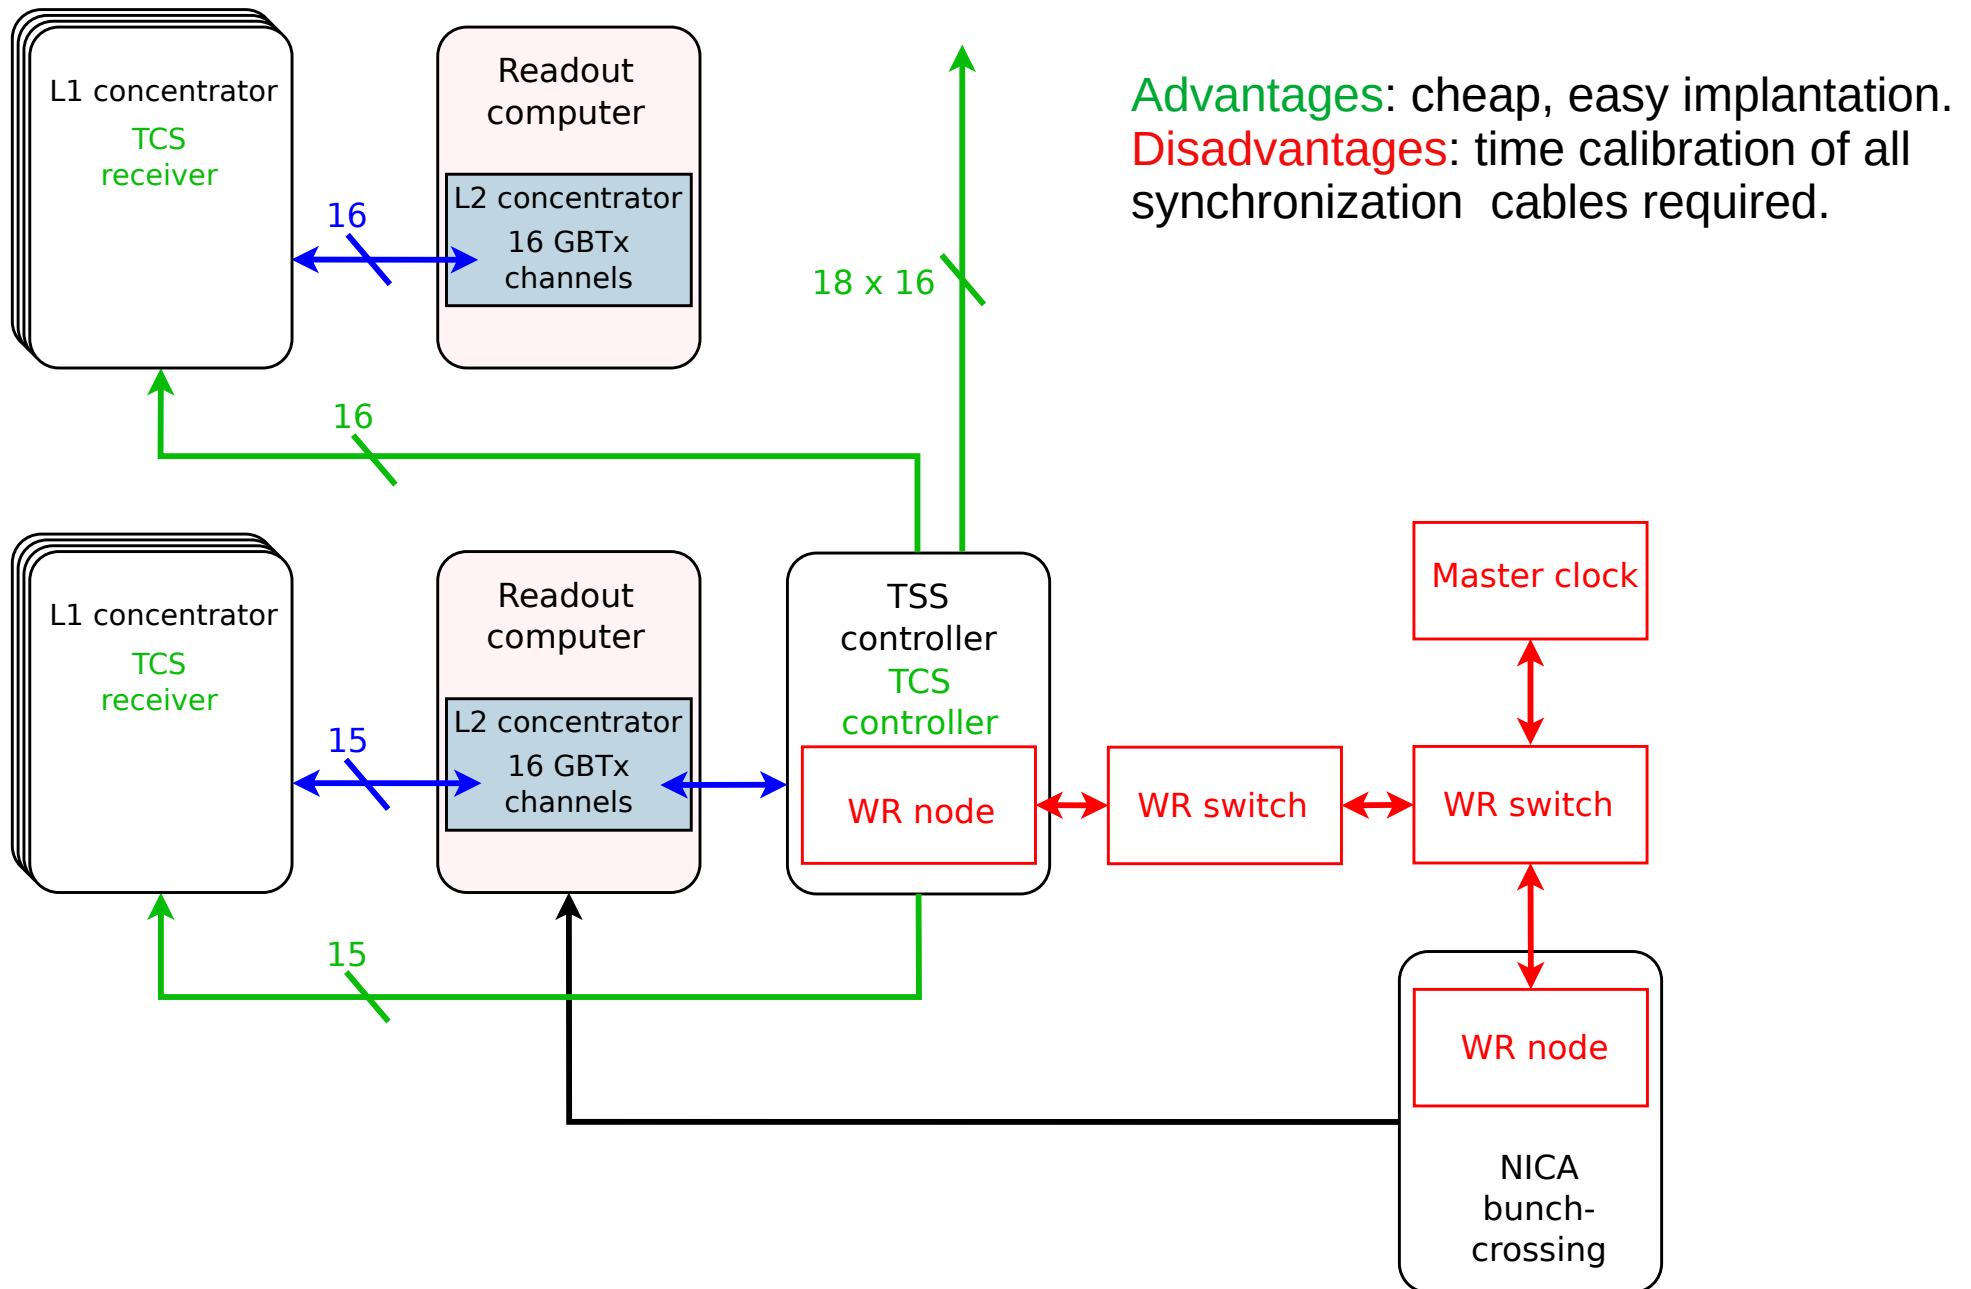 L1 concentrator
TCS
receiver
16
Readout
computer
L2 concentrator
16 GBTx
channels
18 x 16
Advantages: cheap, easy implantation.
Disadvantages: time calibration of all
synchronization  cables required.
16
L1 concentrator
TCS
receiver
15
Readout
computer
L2 concentrator
16 GBTx
channels
TSS
controller
TCS
controller
WR node
WR switch
Master clock
WR switch
15
WR node
NICA
bunch-
crossing